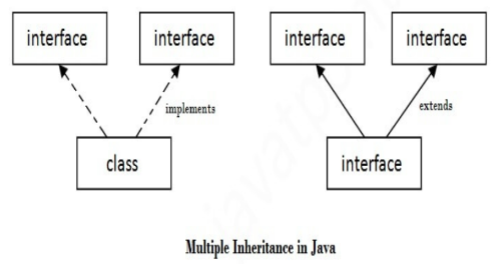 interface interface interface interface
implements extends
class interface
Multiple Inheritance in Java